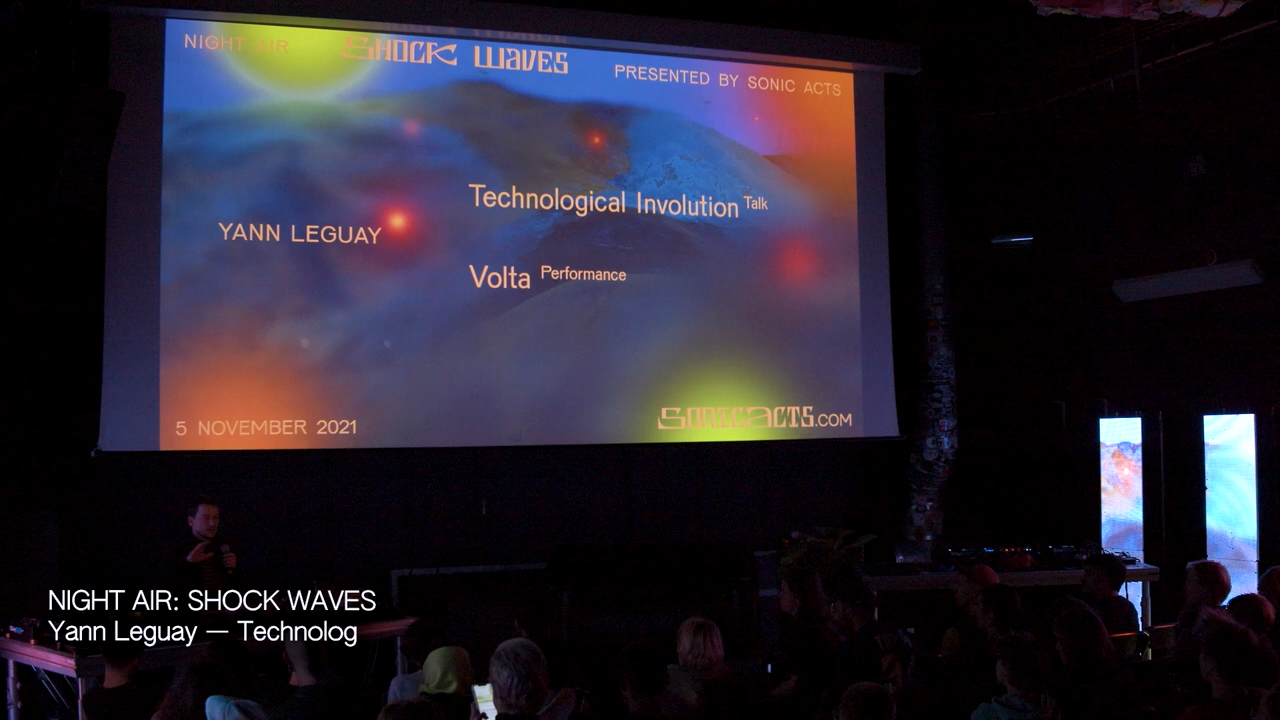 NIGHT AIR
SHOCK WAVES
PRESENTED BY SONIC ACTS
Technological Involution Talk
YANN LEGUAY
Volta Performance
5 NOVEMBER 2021
SONICACTS.COM
NIGHT AIR: SHOCK WAVES
Yann Leguay — Technolog